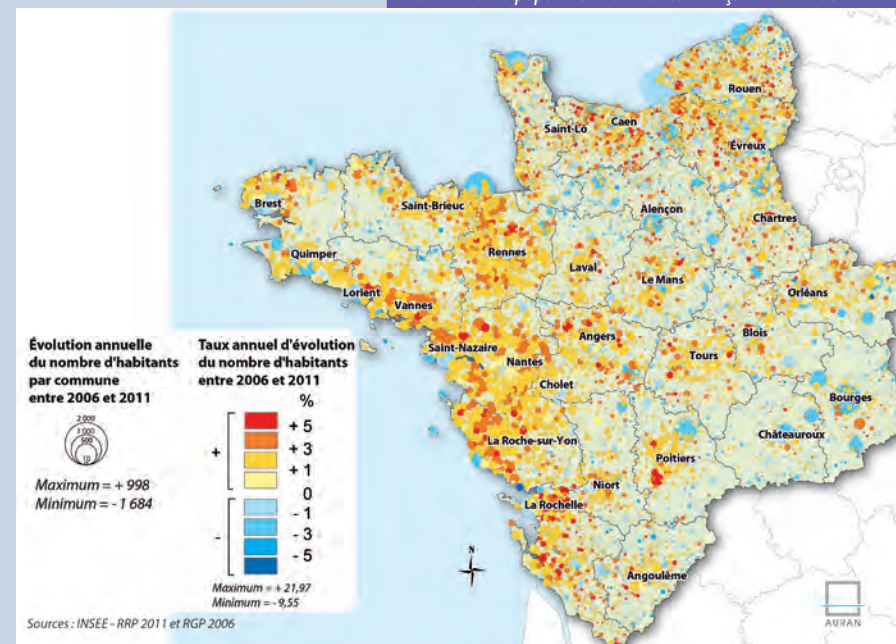 Rouen
Caen
Saint-Lô
Évreux
Brest
Saint-Brieuc
Alençon
Chartres
Quimper
Rennes
Laval
Le Mans
Lorient
Orléans
Vannes
Angers
Blois
Saint-Nazaire
Nantes
Tours
Cholet
Bourges
La Roche-sur-Yon
Châteauroux
Poitiers
Niort
La Rochelle
Angoulême
N
Évolution annuelle
du nombre d'habitants
par commune
entre 2006 et 2011
2 000
1 000
500
10
Maximum = + 998
Minimum = - 1 684
Taux annuel d'évolution
du nombre d'habitants
entre 2006 et 2011
%
+ 5
+ 3
+
+ 1
0
- 1
-
- 3
- 5
Maximum = + 21,97
Minimum = - 9,55
Sources : INSEE - RRP 2011 et RGP 2006
AURAN